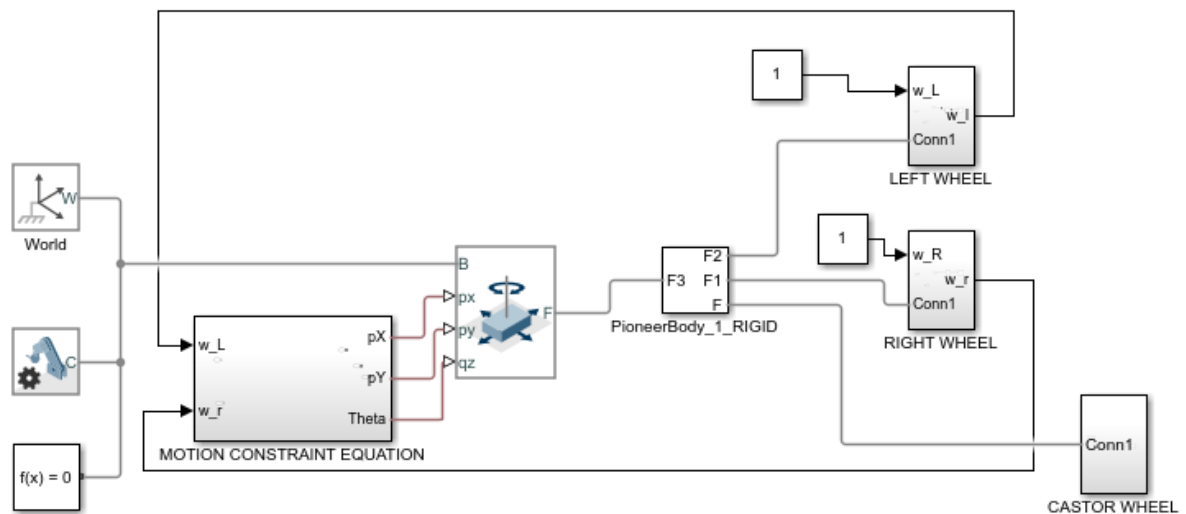 1
w_L
w_l
Conn1
LEFT WHEEL
W
World
1
w_R
w_r
Conn1
RIGHT WHEEL
B
px
py
qz
F
F3
F2
F1
F
PioneerBody_1_RIGID
w_L
w_r
pX
pY
Theta
MOTION CONSTRAINT EQUATION
C
f(x) = 0
Conn1
CASTOR WHEEL